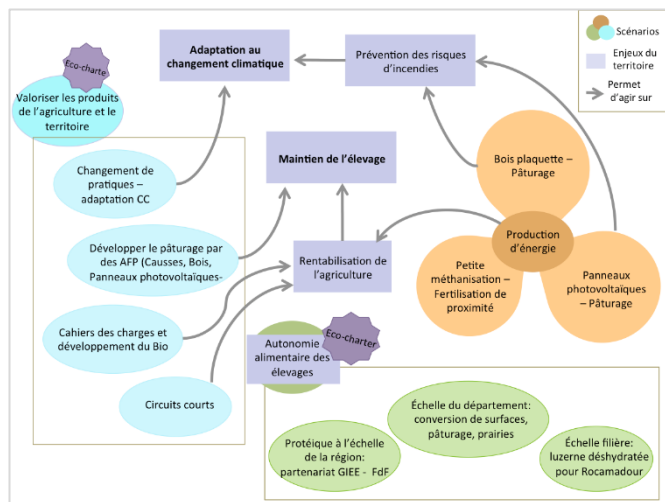 Scénarios
Enjeux du
territoire
Permet
d'agir sur
Adaptation au
changement climatique
Prévention des risques
d'incendies
Eco-charte
Valoriser les produits
de l'agriculture et le
territoire
Changement de
pratiques –
adaptation CC
Maintien de l'élevage
Bois plaquette –
Pâturage
Production
d'énergie
Développer le pâturage par
des AFP (Causses, Bois,
Panneaux photovoltaïques-
Rentabilisation de
l'agriculture
Petite
méthanisation –
Fertilisation de
proximité
Panneaux
photovoltaïques –
Pâturage
Cahiers des charges et
développement du Bio
Eco-charter
Autonomie
alimentaire des
élevages
Circuits courts
Protéique à l'échelle
de la région:
partenariat GIEE - FdF
Échelle du département:
conversion de surfaces,
pâturage, prairies
Échelle filière:
luzerne déshydratée
pour Rocamadour